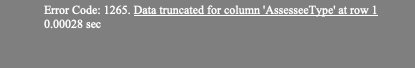 Error Code: 1265. Data truncated for column 'AssesseeType' at row 1
0.00028 sec